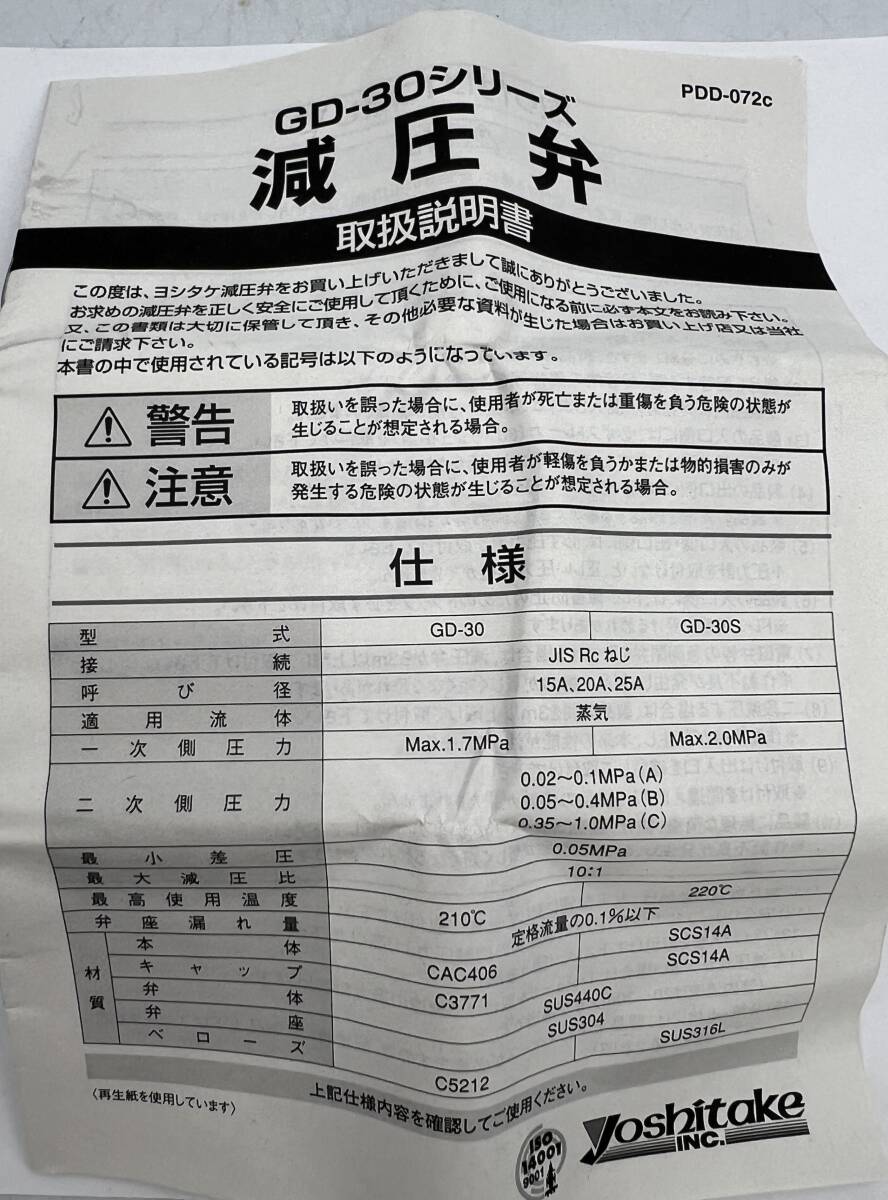 PDD-072c
GD-30シリーズ
減圧弁
取扱説明書
この度は、ヨシタケ減圧弁をお買い上げいただきまして誠にありがとうございました。
お求めの減圧弁を正しく安全にご使用して頂くために、ご使用になる前に必ず本文をお読み下さい。
又、この書類は大切に保管して頂き、その他必要な資料が生じた場合はお買い上げ店又は当社
にご請求下さい。
本書の中で使用されている記号は以下のようになっています。
警告 取扱いを誤った場合に、使用者が死亡または重傷を負う危険の状態が
生じることが想定される場合。
注意 取扱いを誤った場合に、使用者が軽傷を負うかまたは物的損害のみが
発生する危険の状態が生じることが想定される場合。
仕様
型式 GD-30 GD-30S
接続 JIS Rc ねじ
呼び径 15A、20A、25A
適用流体 蒸気
一次側圧力 Max.1.7MPa Max.2.0MPa
二次側圧力 0.02～0.1MPa（A）
0.05～0.4MPa（B）
0.35～1.0MPa（C）
最小差圧 0.05MPa
最大減圧比 10:1
最高使用温度 210℃ 220℃
弁座漏れ量 定格流量の0.1％以下
材質 本体 CAC406 SCS14A
キャップ C3771 SCS14A
弁体 SUS440C
弁座 SUS304
ベローズ C5212 SUS316L
上記仕様内容を確認してご使用ください。
〈再生紙を使用しています〉
ISO
14001
9001
Yoshitake
INC.